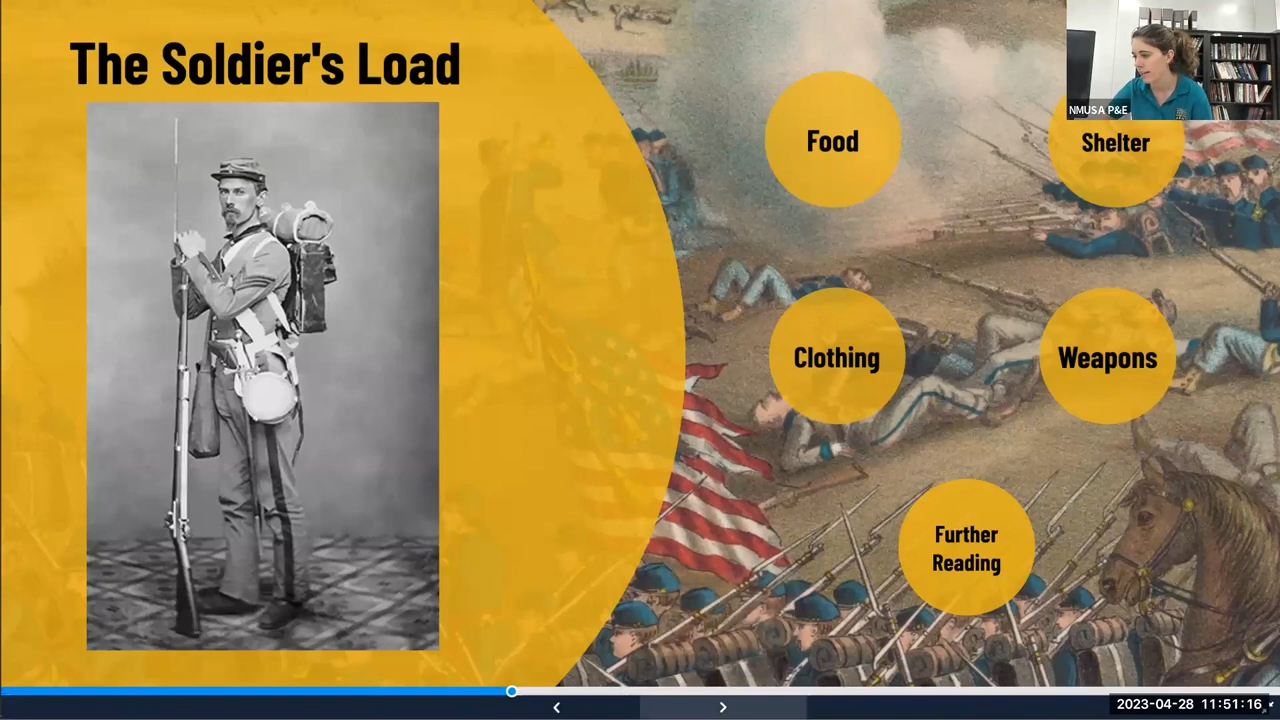 The Soldier's Load
Food
Shelter
Clothing
Weapons
Further
Reading
NMUSA P&E
2023-04-28 11:51:16